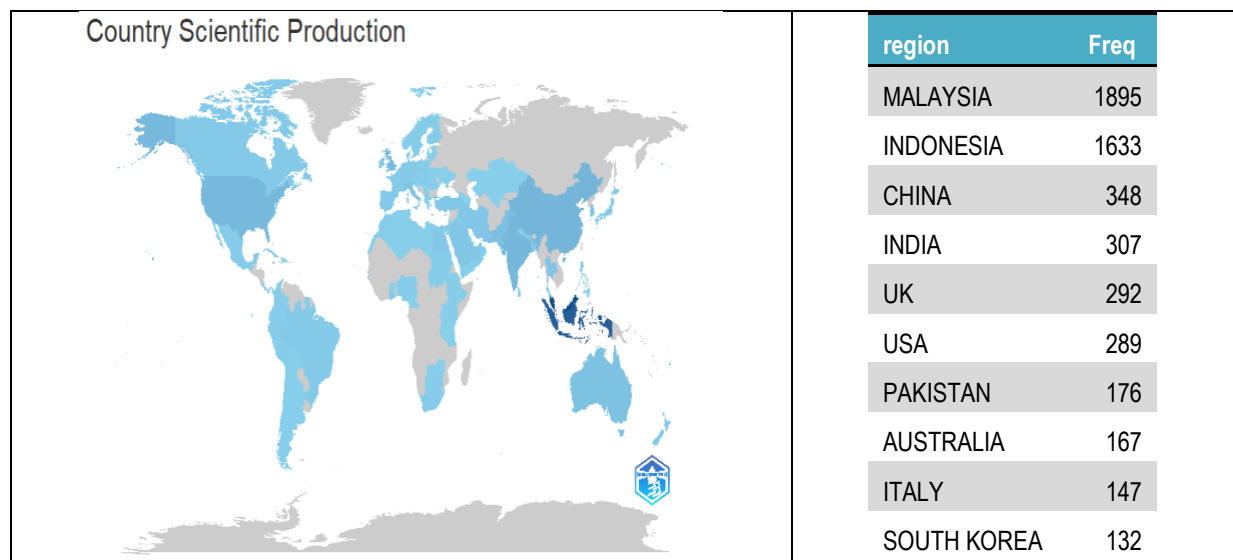 Country Scientific Production
region Freq
MALAYSIA 1895
INDONESIA 1633
CHINA 348
INDIA 307
UK 292
USA 289
PAKISTAN 176
AUSTRALIA 167
ITALY 147
SOUTH KOREA 132